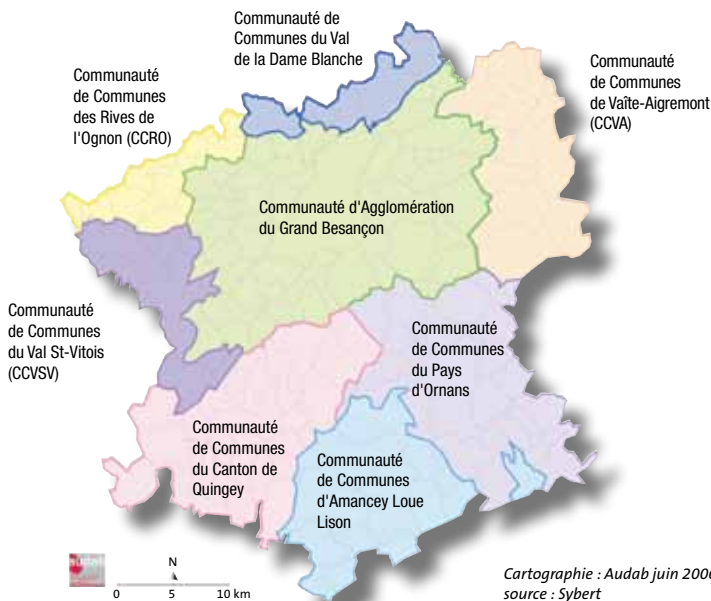 Communauté de
Communes du Val
de la Dame Blanche
Communauté
de Communes
des Rives de
l'Ognon (CCRO)
Communauté
de Communes
de Vaîte-Aigremont
(CCVA)
Communauté d'Agglomération
du Grand Besançon
Communauté
de Communes
du Val St-Vitois
(CCVSV)
Communauté
de Communes
du Pays
d'Ornans
Communauté
de Communes
du Canton de
Quingey
Communauté
de Communes
d'Amancey Loue
Lison
audab
N
0 5 10 km
Cartographie : Audab juin 2006
source : Sybert